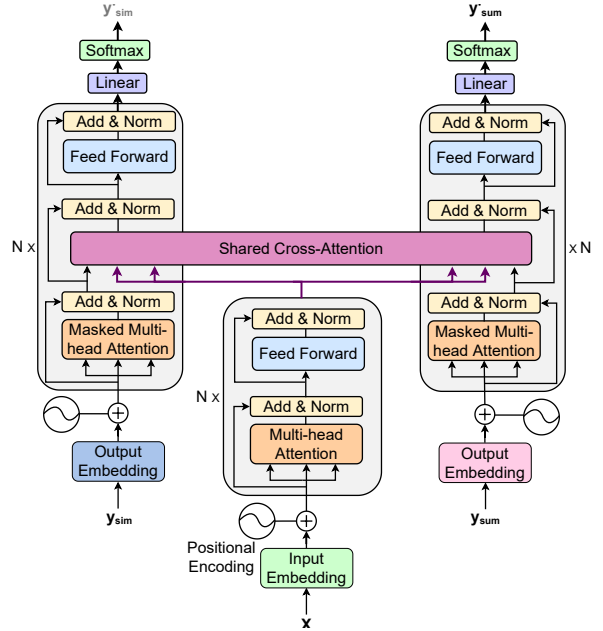 y'sim
y'sum
Softmax
Softmax
Linear
Linear
Add & Norm
Add & Norm
Feed Forward
Feed Forward
Add & Norm
Add & Norm
N x
Shared Cross-Attention
x N
Add & Norm
Add & Norm
Masked Multi-
head Attention
Masked Multi-
head Attention
Add & Norm
Feed Forward
N x
Add & Norm
Multi-head
Attention
Output
Embedding
Output
Embedding
ysim
ysum
Positional
Encoding
Input
Embedding
x